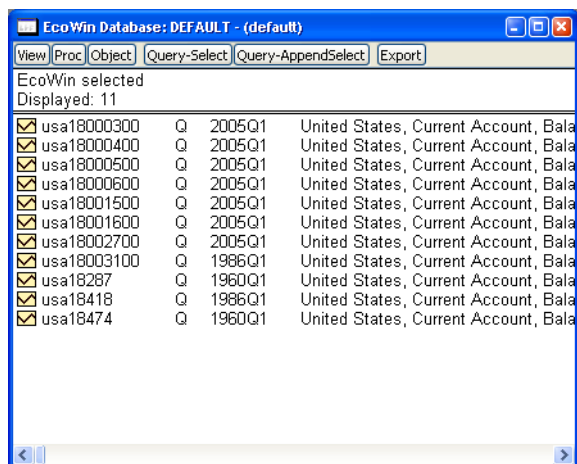 EcoWin Database: DEFAULT - (default)
View Proc Object Query-Select Query-AppendSelect Export
EcoWin selected
Displayed: 11
usa18000300 Q 2005Q1 United States, Current Account, Bala
usa18000400 Q 2005Q1 United States, Current Account, Bala
usa18000500 Q 2005Q1 United States, Current Account, Bala
usa18000600 Q 2005Q1 United States, Current Account, Bala
usa18001500 Q 2005Q1 United States, Current Account, Bala
usa18001600 Q 2005Q1 United States, Current Account, Bala
usa18002700 Q 2005Q1 United States, Current Account, Bala
usa18003100 Q 1986Q1 United States, Current Account, Bala
usa18287 Q 1960Q1 United States, Current Account, Bala
usa18418 Q 1986Q1 United States, Current Account, Bala
usa18474 Q 1960Q1 United States, Current Account, Bala